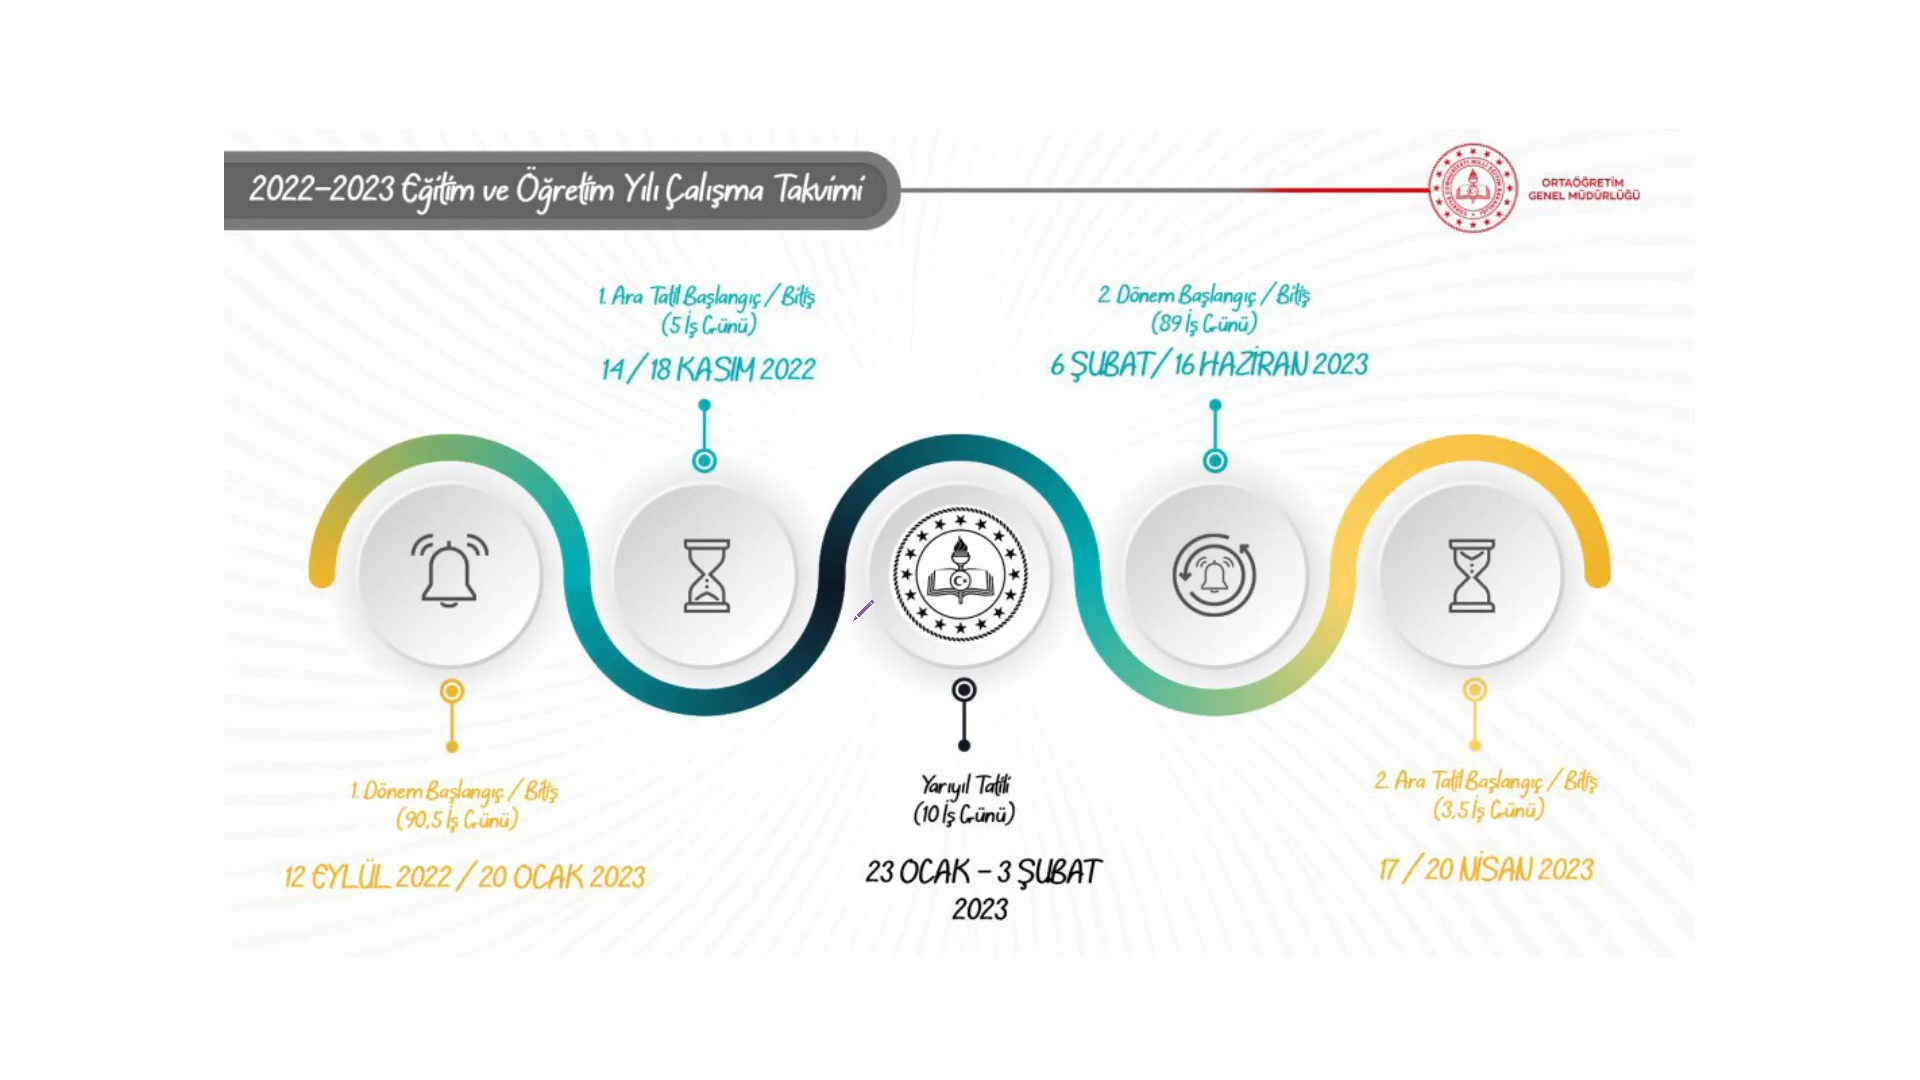 2022-2023 Eğitim ve Öğretim Yılı Çalışma Takvimi
ORTAÖĞRETİM
GENEL MÜDÜRLÜĞÜ
1. Ara Tatil Başlangıç / Bitiş
(5 İş Günü)
14 / 18 KASIM 2022
2. Dönem Başlangıç / Bitiş
(89 İş Günü)
6 ŞUBAT / 16 HAZİRAN 2023
1. Dönem Başlangıç / Bitiş
(90,5 İş Günü)
12 EYLÜL 2022 / 20 OCAK 2023
Yarıyıl Tatili
(10 İş Günü)
23 OCAK - 3 ŞUBAT
2023
2. Ara Tatil Başlangıç / Bitiş
(3,5 İş Günü)
17 / 20 NİSAN 2023